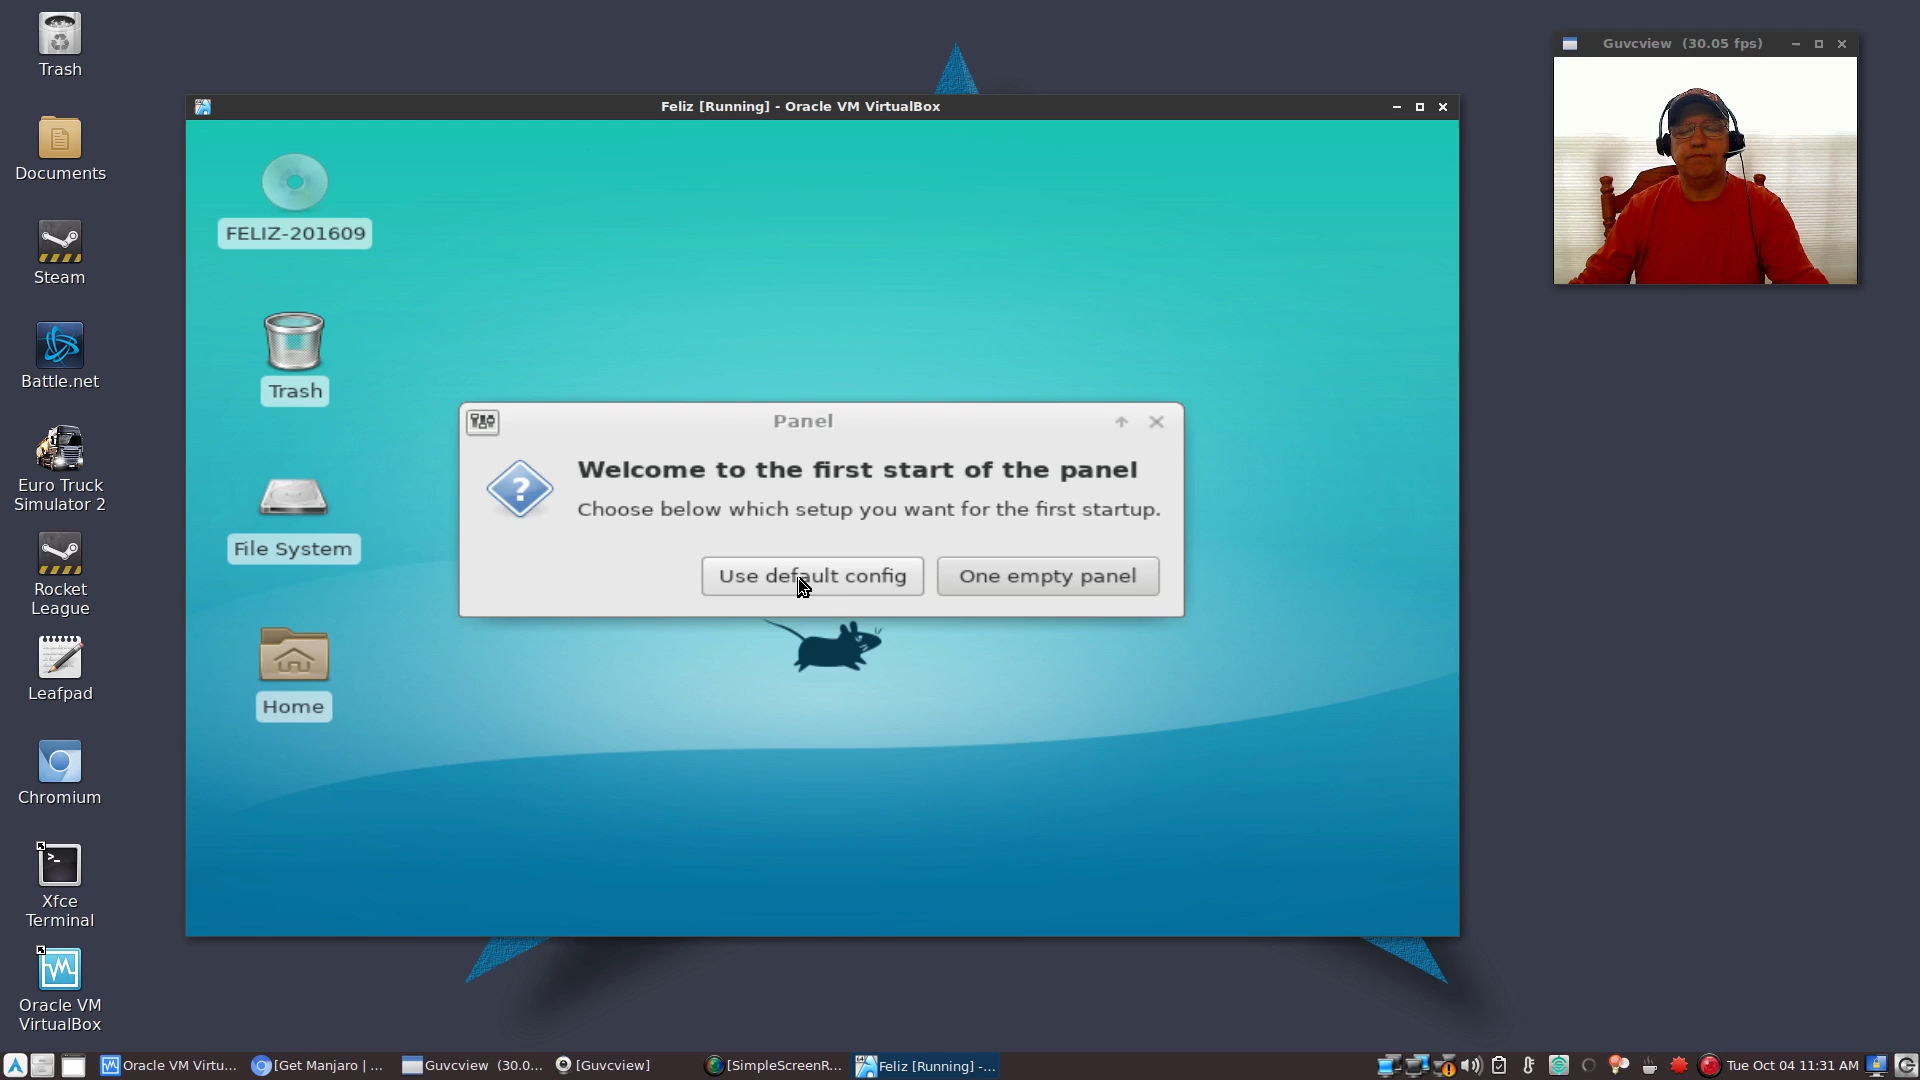 Trash
Documents
Steam
Battle.net
Euro Truck
Simulator 2
Rocket
League
Leafpad
Chromium
Xfce
Terminal
Oracle VM
VirtualBox
Guvcview (30.05 fps)
Feliz [Running] - Oracle VM VirtualBox
FELIZ-201609
Trash
File System
Home
Panel
Welcome to the first start of the panel
Choose below which setup you want for the first startup.
Use default config
One empty panel
Oracle VM Virtu...
[Get Manjaro | ...
Guvcview (30.0...
[Guvcview]
[SimpleScreenR...
Feliz [Running] -...
Tue Oct 04 11:31 AM